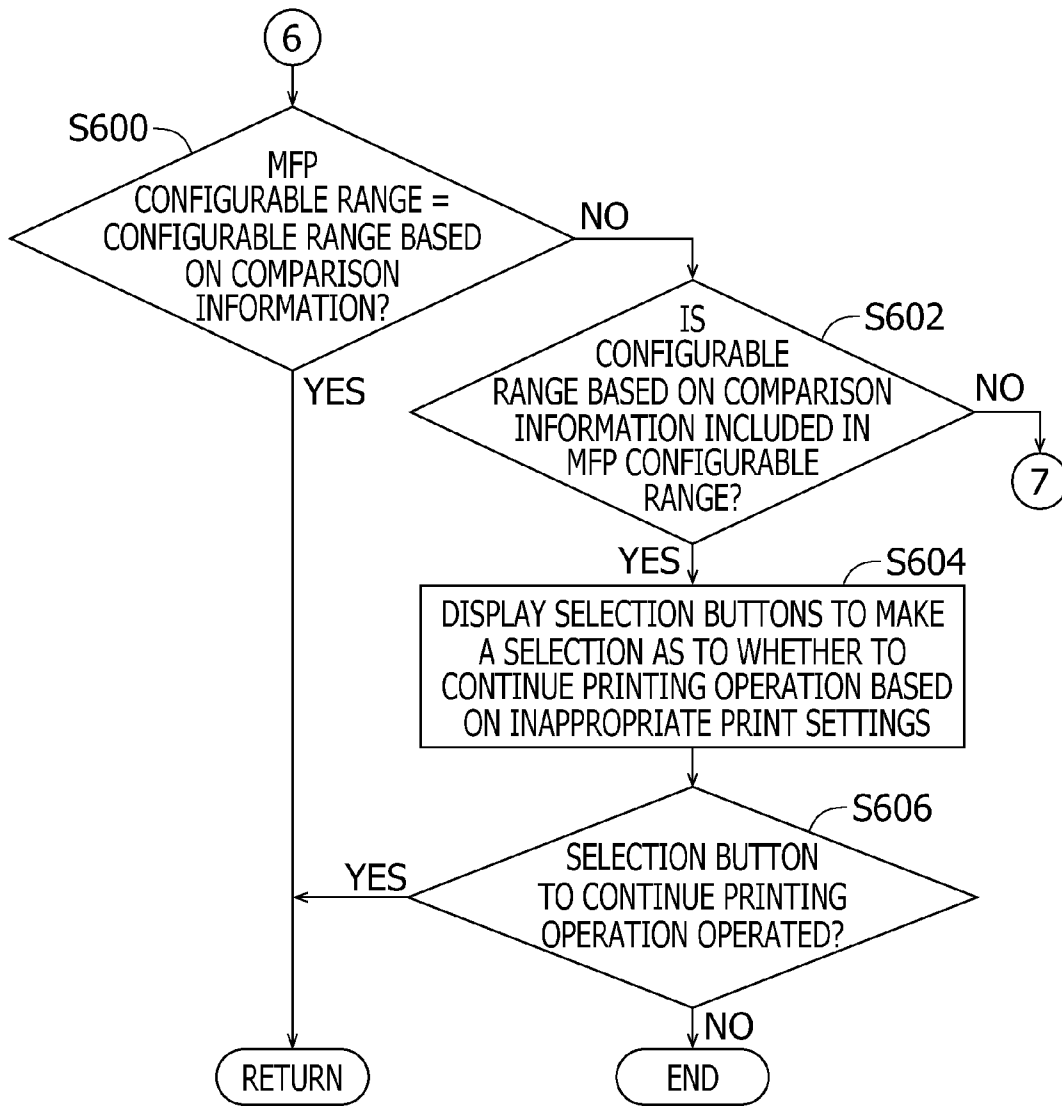 6
S600
MFP
CONFIGURABLE RANGE =
CONFIGURABLE RANGE BASED
ON COMPARISON
INFORMATION?
NO
YES
S602
IS
CONFIGURABLE
RANGE BASED ON COMPARISON
INFORMATION INCLUDED IN
MFP CONFIGURABLE
RANGE?
NO
7
YES
S604
DISPLAY SELECTION BUTTONS TO MAKE
A SELECTION AS TO WHETHER TO
CONTINUE PRINTING OPERATION BASED
ON INAPPROPRIATE PRINT SETTINGS
S606
SELECTION BUTTON
TO CONTINUE PRINTING
OPERATION OPERATED?
YES
NO
RETURN
END